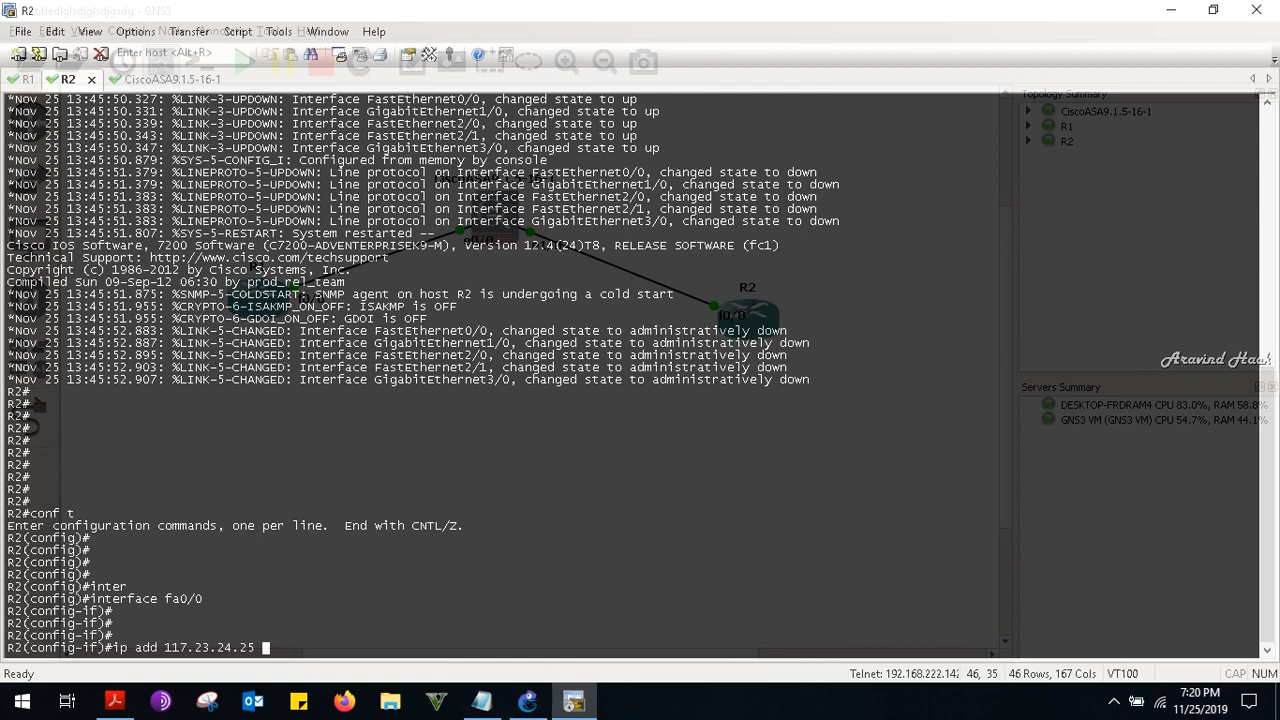 R2
File Edit View Options Transfer Script Tools Window Help
Enter host <Alt+R>
R1 R2 CiscoASA9.1.5-16-1
*Nov 25 13:45:50.327: %LINK-3-UPDOWN: Interface FastEthernet0/0, changed state to up
*Nov 25 13:45:50.331: %LINK-3-UPDOWN: Interface GigabitEthernet1/0, changed state to up
*Nov 25 13:45:50.339: %LINK-3-UPDOWN: Interface FastEthernet2/0, changed state to up
*Nov 25 13:45:50.343: %LINK-3-UPDOWN: Interface FastEthernet2/1, changed state to up
*Nov 25 13:45:50.347: %LINK-3-UPDOWN: Interface GigabitEthernet3/0, changed state to up
*Nov 25 13:45:50.879: %SYS-5-CONFIG_I: Configured from memory by console
*Nov 25 13:45:51.379: %LINEPROTO-5-UPDOWN: Line protocol on Interface FastEthernet0/0, changed state to down
*Nov 25 13:45:51.379: %LINEPROTO-5-UPDOWN: Line protocol on Interface GigabitEthernet1/0, changed state to down
*Nov 25 13:45:51.383: %LINEPROTO-5-UPDOWN: Line protocol on Interface FastEthernet2/0, changed state to down
*Nov 25 13:45:51.383: %LINEPROTO-5-UPDOWN: Line protocol on Interface FastEthernet2/1, changed state to down
*Nov 25 13:45:51.383: %LINEPROTO-5-UPDOWN: Line protocol on Interface GigabitEthernet3/0, changed state to down
*Nov 25 13:45:51.807: %SYS-5-RESTART: System restarted --
Cisco IOS Software, 7200 Software (C7200-ADVENTERPRISEK9-M), Version 12.4(24)T8, RELEASE SOFTWARE (fc1)
Technical Support: http://www.cisco.com/techsupport
Copyright (c) 1986-2012 by Cisco Systems, Inc.
Compiled Sun 09-Sep-12 06:30 by prod_rel_team
*Nov 25 13:45:51.875: %SNMP-5-COLDSTART: SNMP agent on host R2 is undergoing a cold start
*Nov 25 13:45:51.955: %CRYPTO-6-ISAKMP_ON_OFF: ISAKMP is OFF
*Nov 25 13:45:51.955: %CRYPTO-6-GDOI_ON_OFF: GDOI is OFF
*Nov 25 13:45:52.883: %LINK-5-CHANGED: Interface FastEthernet0/0, changed state to administratively down
*Nov 25 13:45:52.887: %LINK-5-CHANGED: Interface GigabitEthernet1/0, changed state to administratively down
*Nov 25 13:45:52.895: %LINK-5-CHANGED: Interface FastEthernet2/0, changed state to administratively down
*Nov 25 13:45:52.903: %LINK-5-CHANGED: Interface FastEthernet2/1, changed state to administratively down
*Nov 25 13:45:52.907: %LINK-5-CHANGED: Interface GigabitEthernet3/0, changed state to administratively down
R2#
R2#
R2#
R2#
R2#
R2#
R2#
R2#
R2#
R2#
R2#conf t
Enter configuration commands, one per line.  End with CNTL/Z.
R2(config)#
R2(config)#
R2(config)#
R2(config)#
R2(config)#inter
R2(config)#interface fa0/0
R2(config-if)#
R2(config-if)#
R2(config-if)#
R2(config-if)#ip add 117.23.24.25
R2
f0/0
e0/0
Topology Summary
CiscoASA9.1.5-16-1
R1
R2
Aravind Haek
Servers Summary
DESKTOP-FRDRAM4 CPU 83.0%, RAM 58.8%
GNS3 VM (GNS3 VM) CPU 54.7%, RAM 44.1%
Ready
Telnet: 192.168.222.142 46, 35 46 Rows, 167 Cols VT100 CAP NUM
7:20 PM
11/25/2019